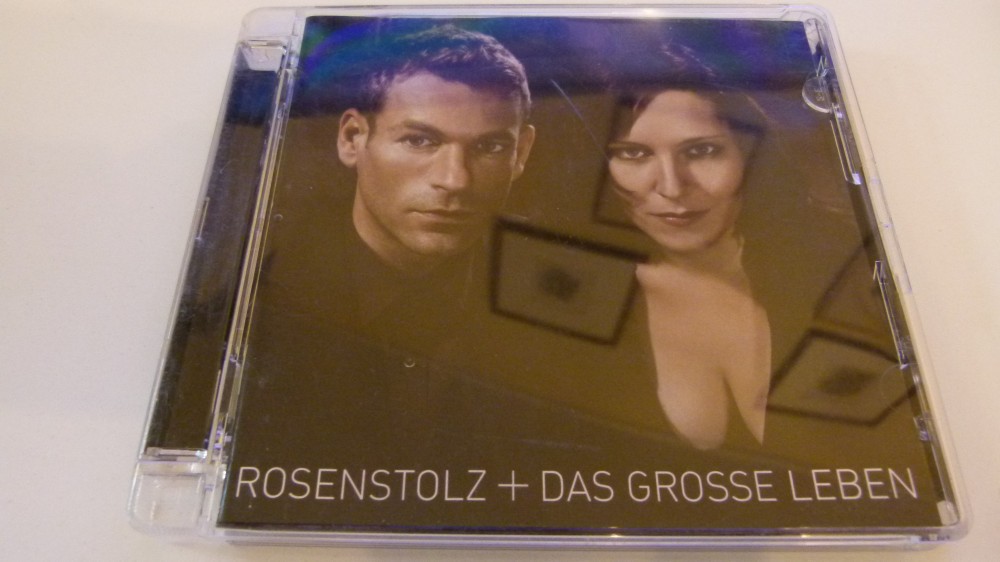 ROSENSTOLZ + DAS GROSSE LEBEN